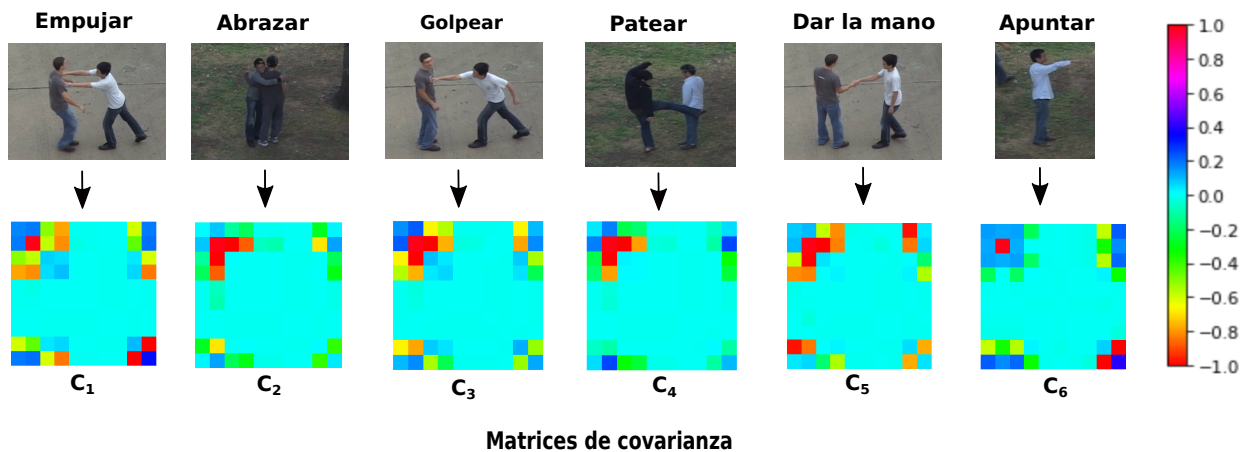 Empujar
Abrazar
Golpear
Patear
Dar la mano
Apuntar
1.0
0.8
0.6
0.4
0.2
0.0
−0.2
−0.4
−0.6
−0.8
−1.0
C₁
C₂
C₃
C₄
C₅
C₆
Matrices de covarianza